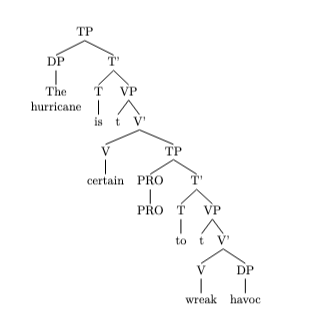 TP
DP T'
The T VP
hurricane
is t V'
V TP
certain PRO T'
PRO T VP
to t V'
V DP
wreak havoc